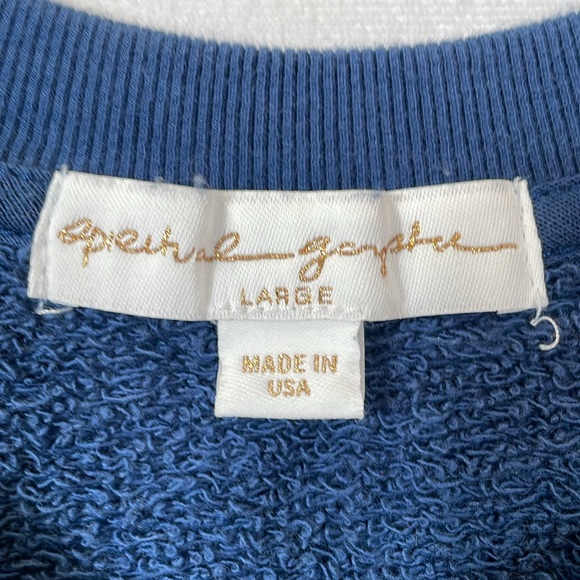 spiritual gangster
LARGE
MADE IN
USA